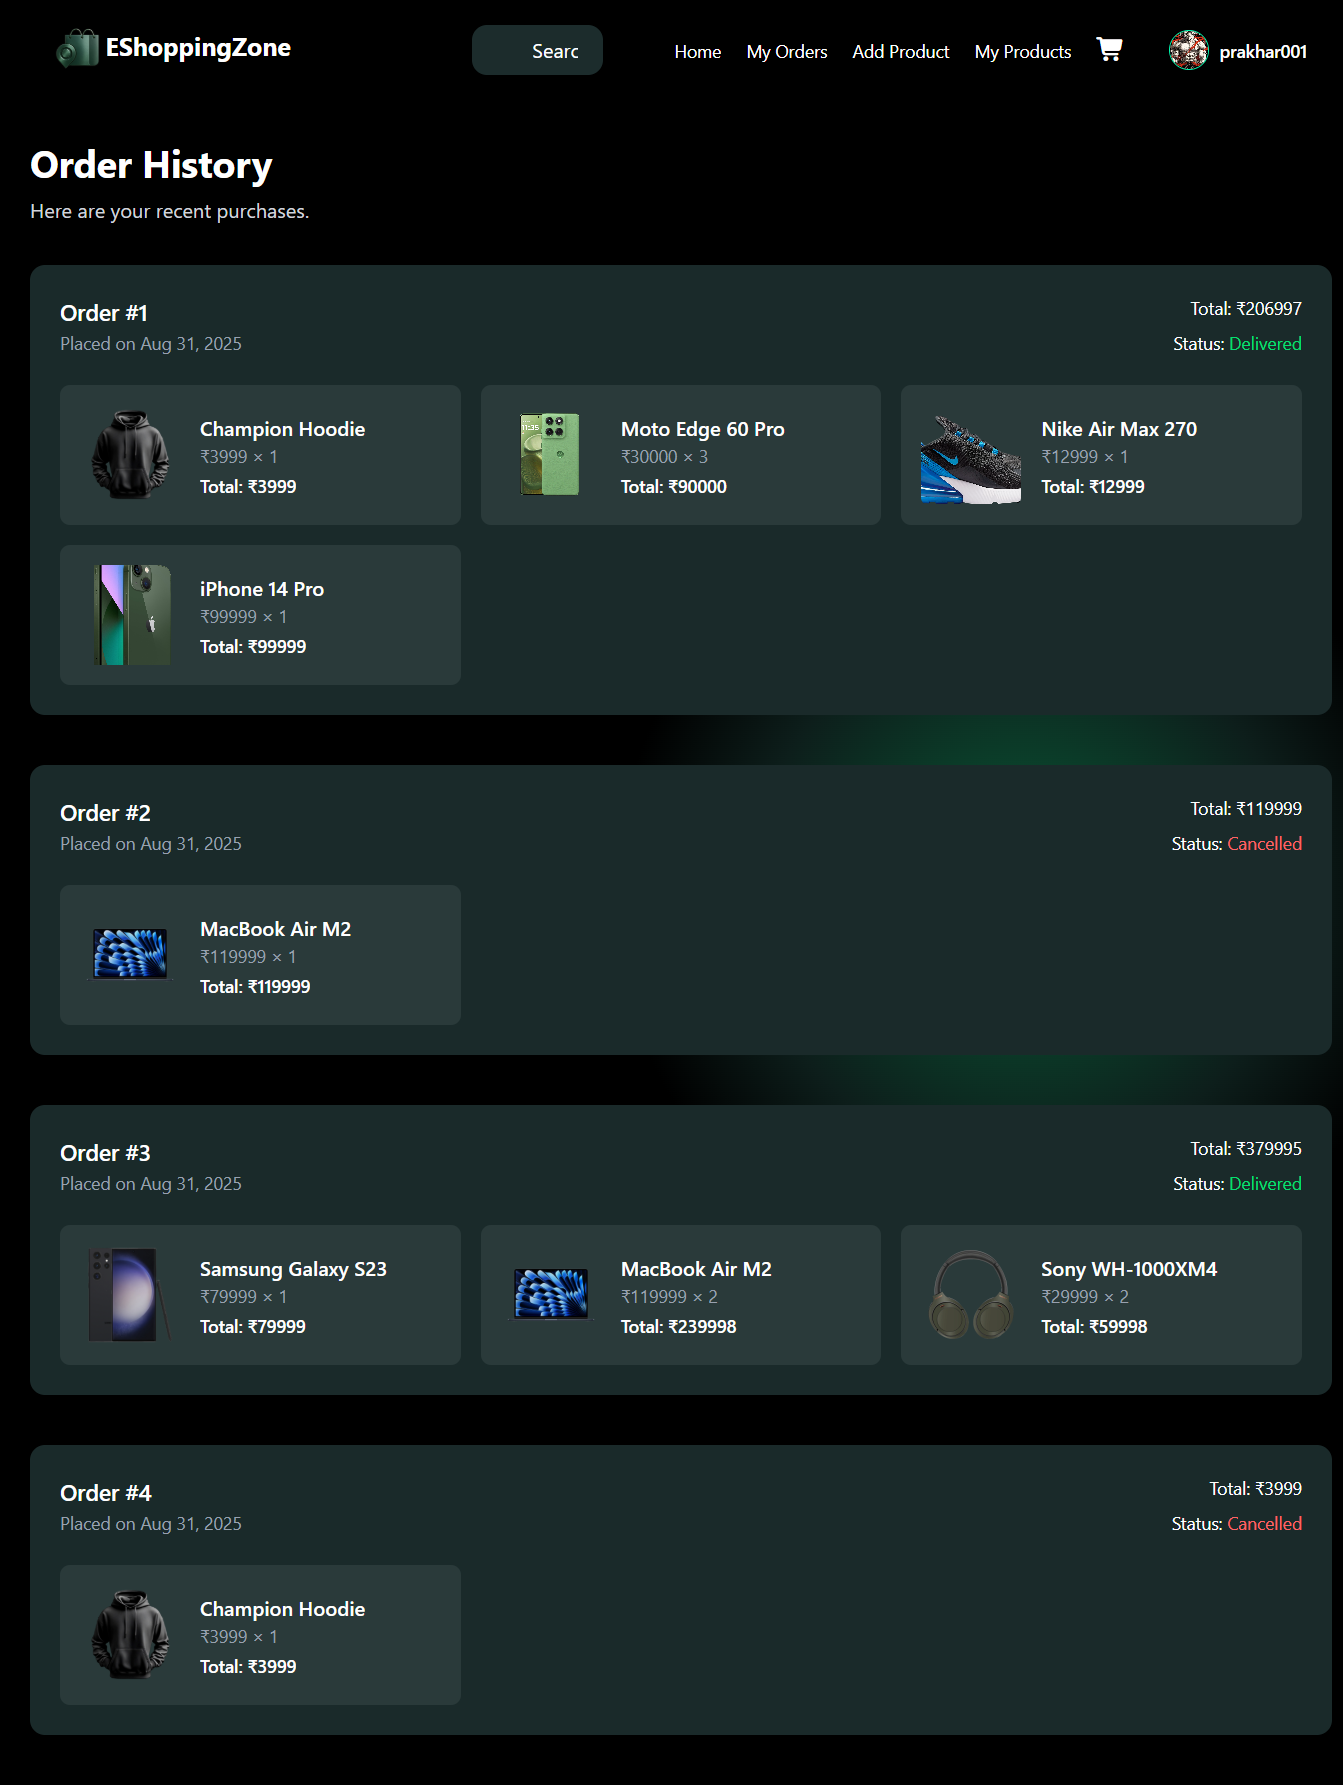 EShoppingZone
Searc
Home My Orders Add Product My Products prakhar001
Order History
Here are your recent purchases.
Order #1
Placed on Aug 31, 2025
Total: ₹206997
Status: Delivered
Champion Hoodie
₹3999 × 1
Total: ₹3999
11:35
Moto Edge 60 Pro
₹30000 × 3
Total: ₹90000
Nike Air Max 270
₹12999 × 1
Total: ₹12999
iPhone 14 Pro
₹99999 × 1
Total: ₹99999
Order #2
Placed on Aug 31, 2025
Total: ₹119999
Status: Cancelled
MacBook Air M2
₹119999 × 1
Total: ₹119999
Order #3
Placed on Aug 31, 2025
Total: ₹379995
Status: Delivered
Samsung Galaxy S23
₹79999 × 1
Total: ₹79999
MacBook Air M2
₹119999 × 2
Total: ₹239998
Sony WH-1000XM4
₹29999 × 2
Total: ₹59998
Order #4
Placed on Aug 31, 2025
Total: ₹3999
Status: Cancelled
Champion Hoodie
₹3999 × 1
Total: ₹3999